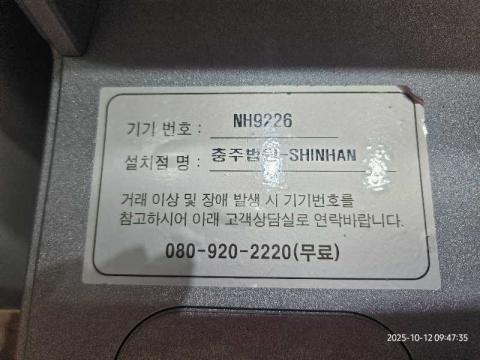 기기 번호 : NH9226
설치점 명 : 충주법원-SHINHAN
거래 이상 및 장애 발생 시 기기번호를
참고하시어 아래 고객상담실로 연락바랍니다.
080-920-2220(무료)
2025-10-12 09:47:35